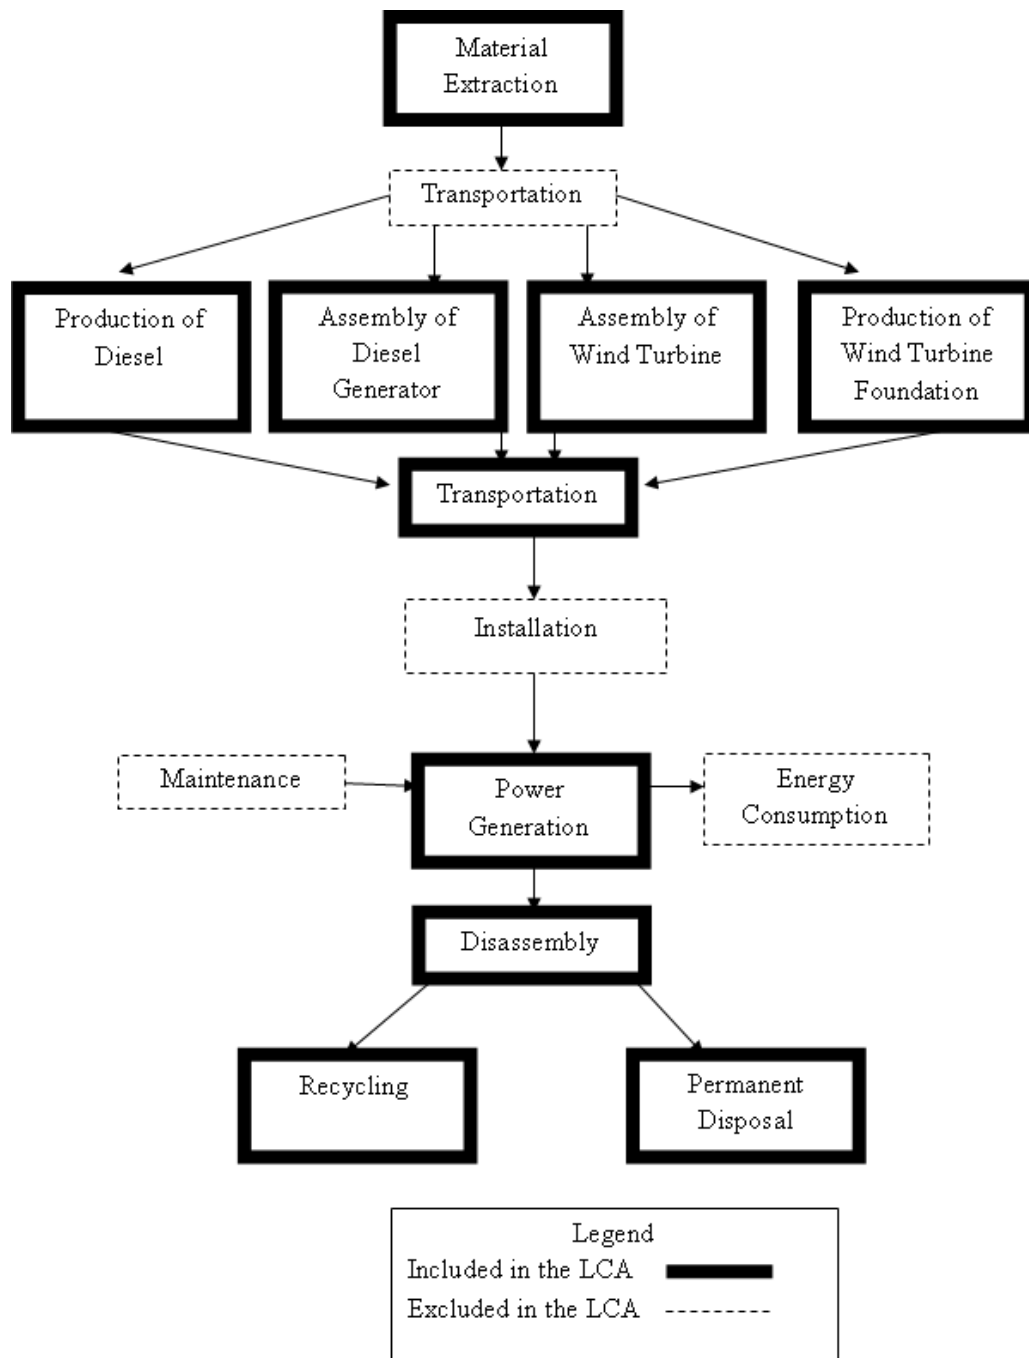 Material
Extraction
Transportation
Production of
Diesel
Assembly of
Diesel
Generator
Assembly of
Wind Turbine
Production of
Wind Turbine
Foundation
Transportation
Installation
Maintenance
Power
Generation
Energy
Consumption
Disassembly
Recycling
Permanent
Disposal
Legend
Included in the LCA
Excluded in the LCA